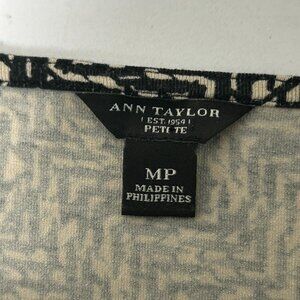 ANN TAYLOR
EST. 1954
PETITE
MP
MADE IN
PHILIPPINES